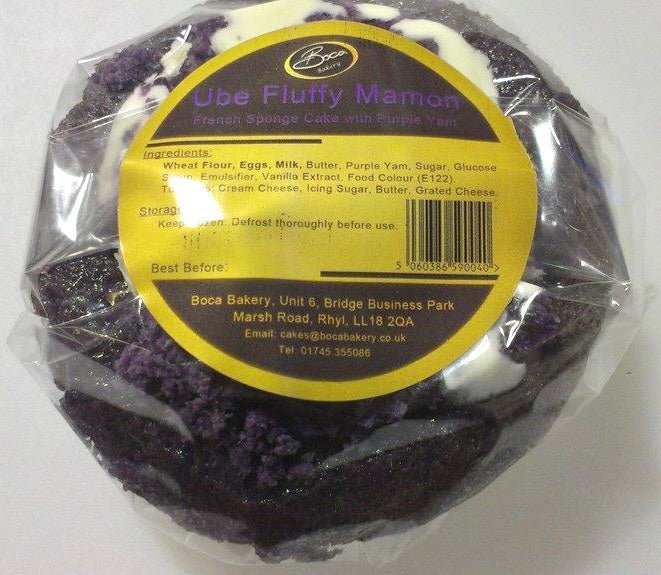 Boca
Bakery
Ube Fluffy Mamon
French Sponge Cake with Purple Yam
Ingredients:
Wheat Flour, Eggs, Milk, Butter, Purple Yam, Sugar, Glucose
Emulsifier, Vanilla Extract, Food Colour (E122).
Cream Cheese, Icing Sugar, Butter, Grated Cheese.
Storage
Keep frozen. Defrost thoroughly before use.
Best Before:
5 060386 590040 >
Boca Bakery, Unit 6, Bridge Business Park
Marsh Road, Rhyl, LL18 2QA
Email: cakes@bocabakery.co.uk
Tel: 01745 355086